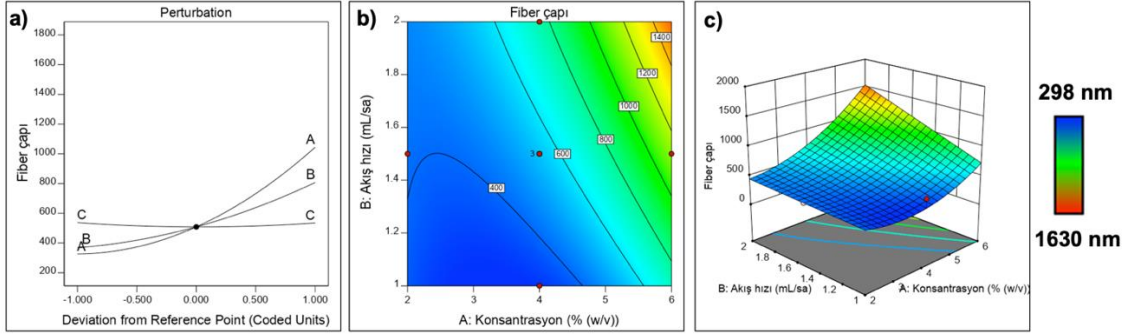 a)
Perturbation
1800
1600
1400
1200
1000
800
600
400
200
Fiber çapı
A
B
C
C
B
A
-1.000
-0.500
0.000
0.500
1.000
Deviation from Reference Point (Coded Units)
b)
Fiber çapı
2
1.8
1.6
1.4
1.2
1
B: Akış hızı (mL/sa)
1400
1200
1000
800
600
400
3
2
3
4
5
6
A: Konsantrasyon (% (w/v))
c)
2000
1500
1000
500
0
Fiber çapı
2
1.8
1.6
1.4
1.2
1
B: Akış hızı (mL/sa)
6
5
4
3
2
A: Konsantrasyon (% (w/v))
298 nm
1630 nm